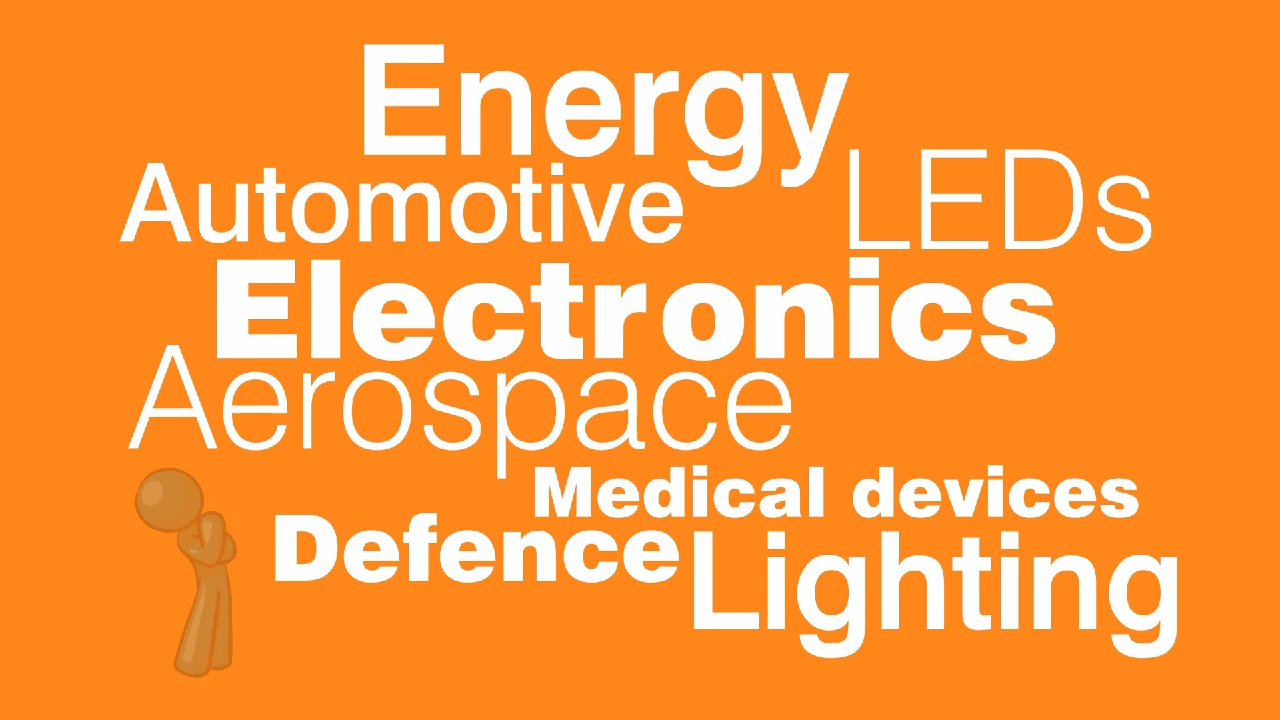 Energy
Automotive
LEDs
Electronics
Aerospace
Medical devices
Defence
Lighting